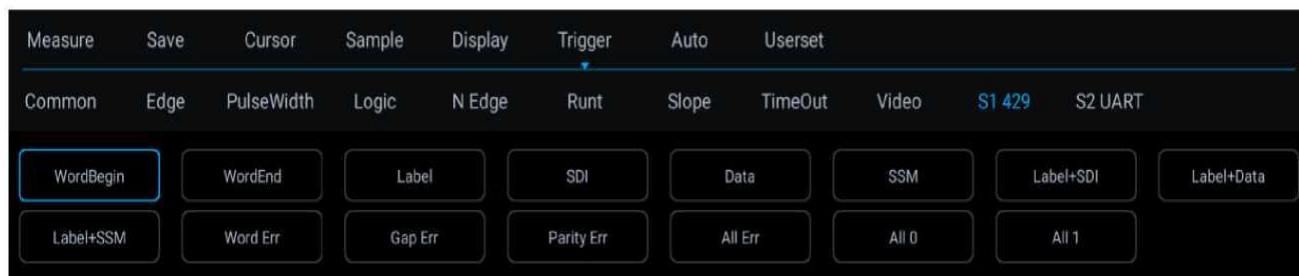 Measure Save Cursor Sample Display Trigger Auto Userset
Common Edge PulseWidth Logic N Edge Runt Slope TimeOut Video S1 429 S2 UART
WordBegin WordEnd Label SDI Data SSM Label+SDI Label+Data
Label+SSM Word Err Gap Err Parity Err All Err All 0 All 1